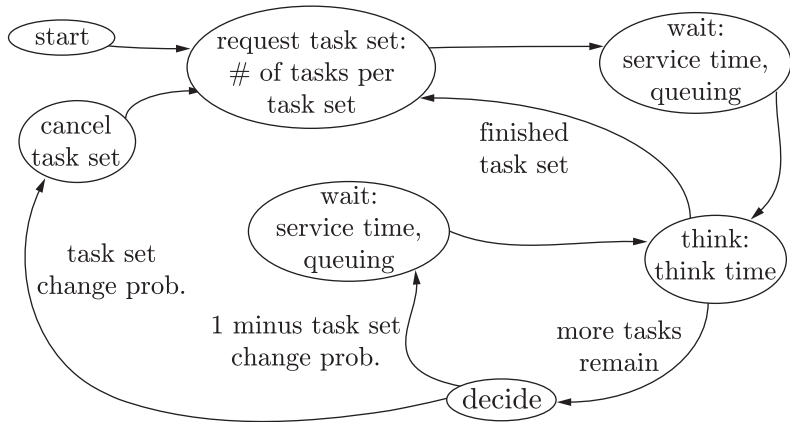 start
request task set:
# of tasks per
task set
wait:
service time,
queuing
cancel
task set
finished
task set
wait:
service time,
queuing
think:
think time
task set
change prob.
1 minus task set
change prob.
more tasks
remain
decide